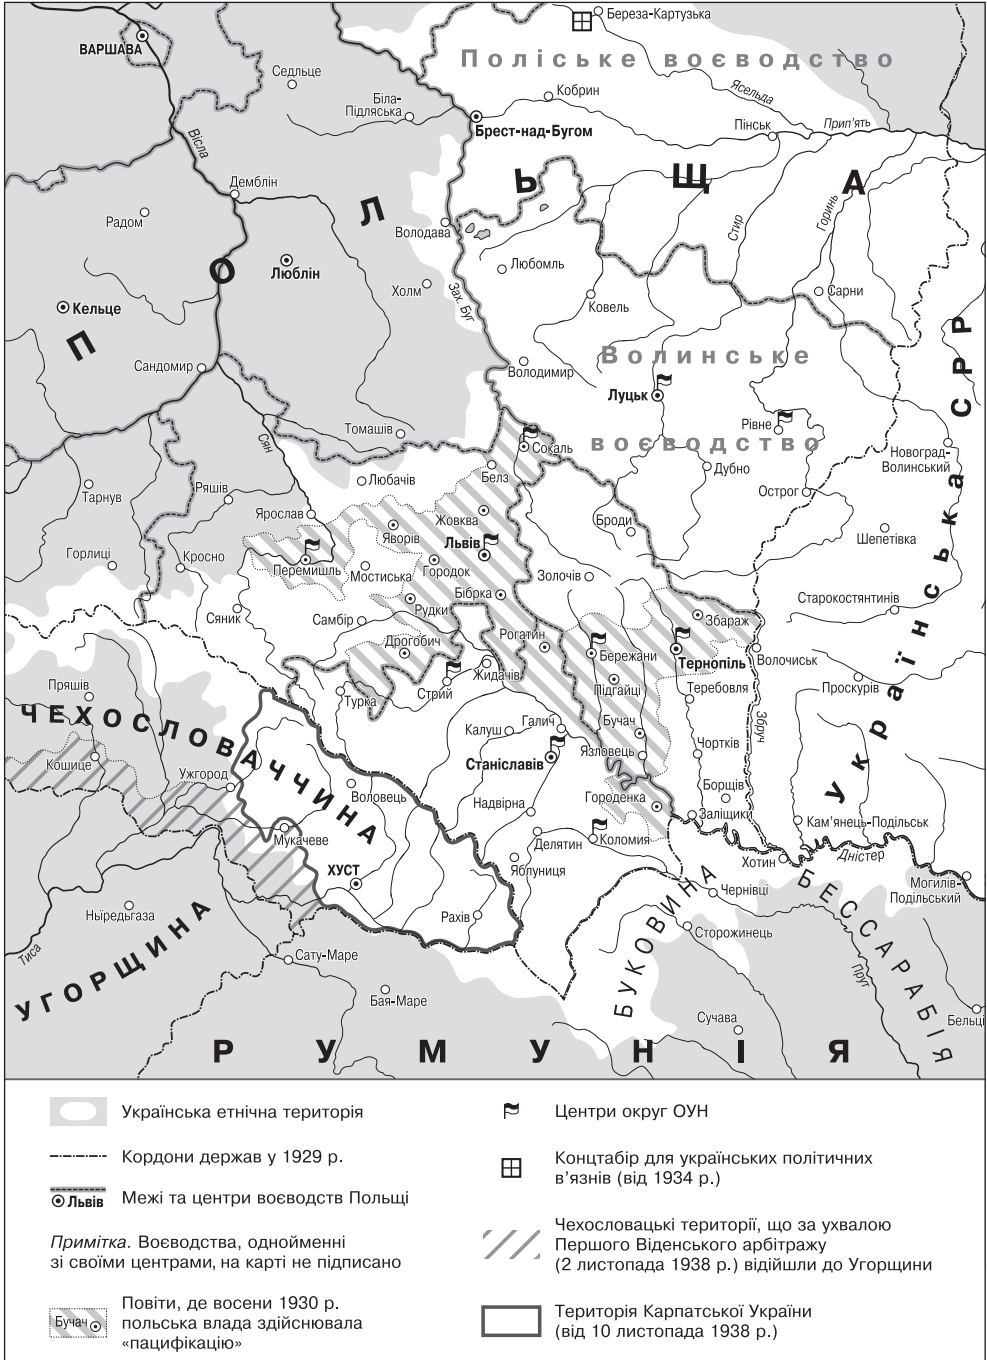 Береза-Картузька
ВАРШАВА
Поліське воєводство
Седльце
Ясельда
Кобрин
Біла-
Підляська
Брест-над-Бугом
Пінськ
Прип'ять
Вісла
ПОЛЬЩА
Демблін
Радом
Володава
Стир
Горинь
Люблін
Любомль
Холм
Зах. Буг
Сарни
Кельце
Ковель
Волинське
воєводство
Сандомир
Володимир
Луцьк
Рівне
Томашів
Сян
Сокаль
Новоград-
Волинський
Українська СРР
Белз
Дубно
Острог
Любачів
Тарнув
Ряшів
Ярослав
Жовква
Яворів
Броди
Шепетівка
Львів
Горлиці
Кросно
Перемишль
Мостиська
Городок
Золочів
Бібрка
Старокостянтинів
Рудки
Сяник
Самбір
Збараж
Рогатин
Дрогобич
Бережани
Тернопіль
Волочиськ
Жидачів
Стрий
Турка
Підгайці
Теребовля
Проскурів
Пряшів
Збруч
ЧЕХОСЛОВАЧЧИНА
Галич
Калуш
Бучач
Язловець
Чортків
Кошице
Станіславів
Ужгород
Воловець
Надвірна
Городенка
Борщів
Заліщики
Кам'янець-Подільськ
Мукачеве
Делятин
Коломия
Хотин
Дністер
ХУСТ
Яблуниця
Могилів-
Подільський
Чернівці
Ньїредьгаза
Рахів
Сторожинець
УГОРЩИНА
БУКОВИНА
БЕССАРАБІЯ
Тиса
Сату-Маре
Прут
Бая-Маре
Сучава
Бельці
РУМУНІЯ
Українська етнічна територія
Кордони держав у 1929 р.
Львів
Межі та центри воєводств Польщі
Примітка. Воєводства, однойменні
зі своїми центрами, на карті не підписано
Бучач
Повіти, де восени 1930 р.
польська влада здійснювала
«пацифікацію»
Центри округ ОУН
Концтабір для українських політичних
в'язнів (від 1934 р.)
Чехословацькі території, що за ухвалою
Першого Віденського арбітражу
(2 листопада 1938 р.) відійшли до Угорщини
Територія Карпатської України
(від 10 листопада 1938 р.)